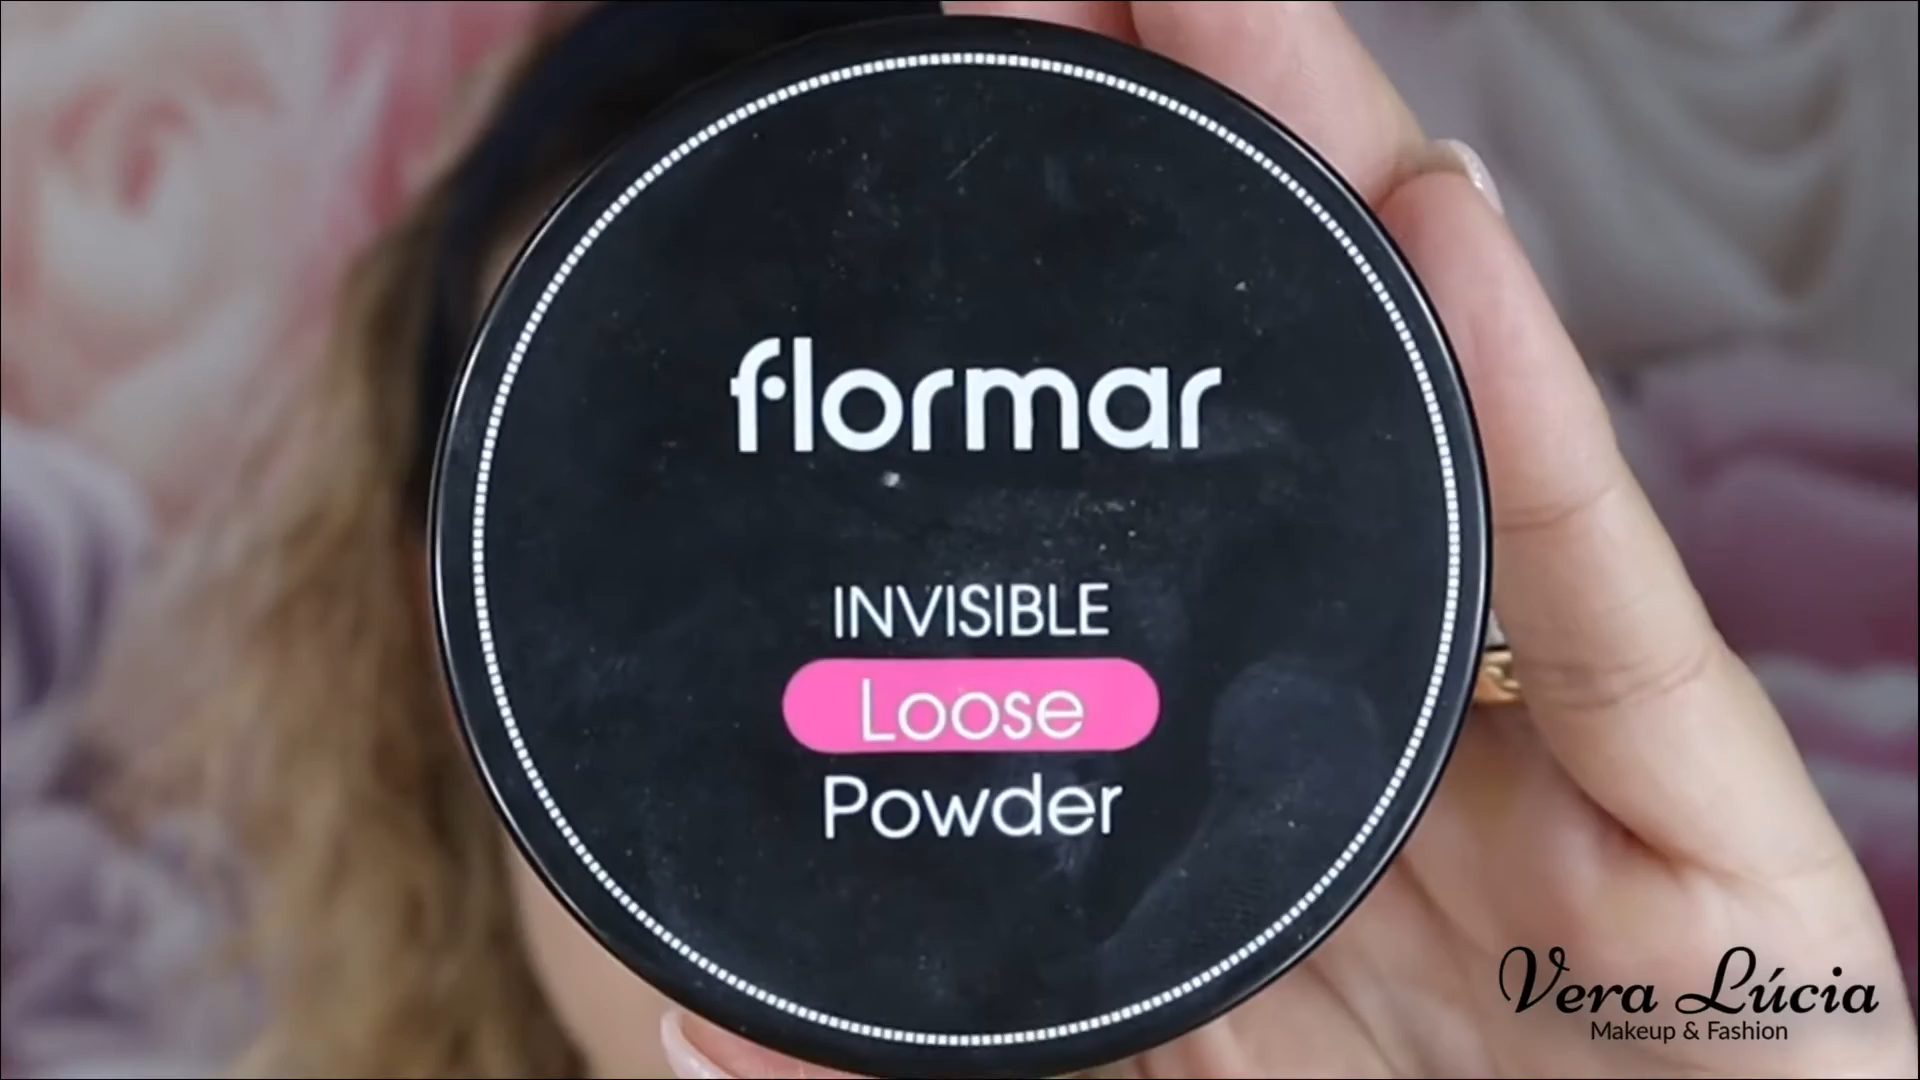 flormar
INVISIBLE
Loose
Powder
Vera Lúcia
Makeup & Fashion